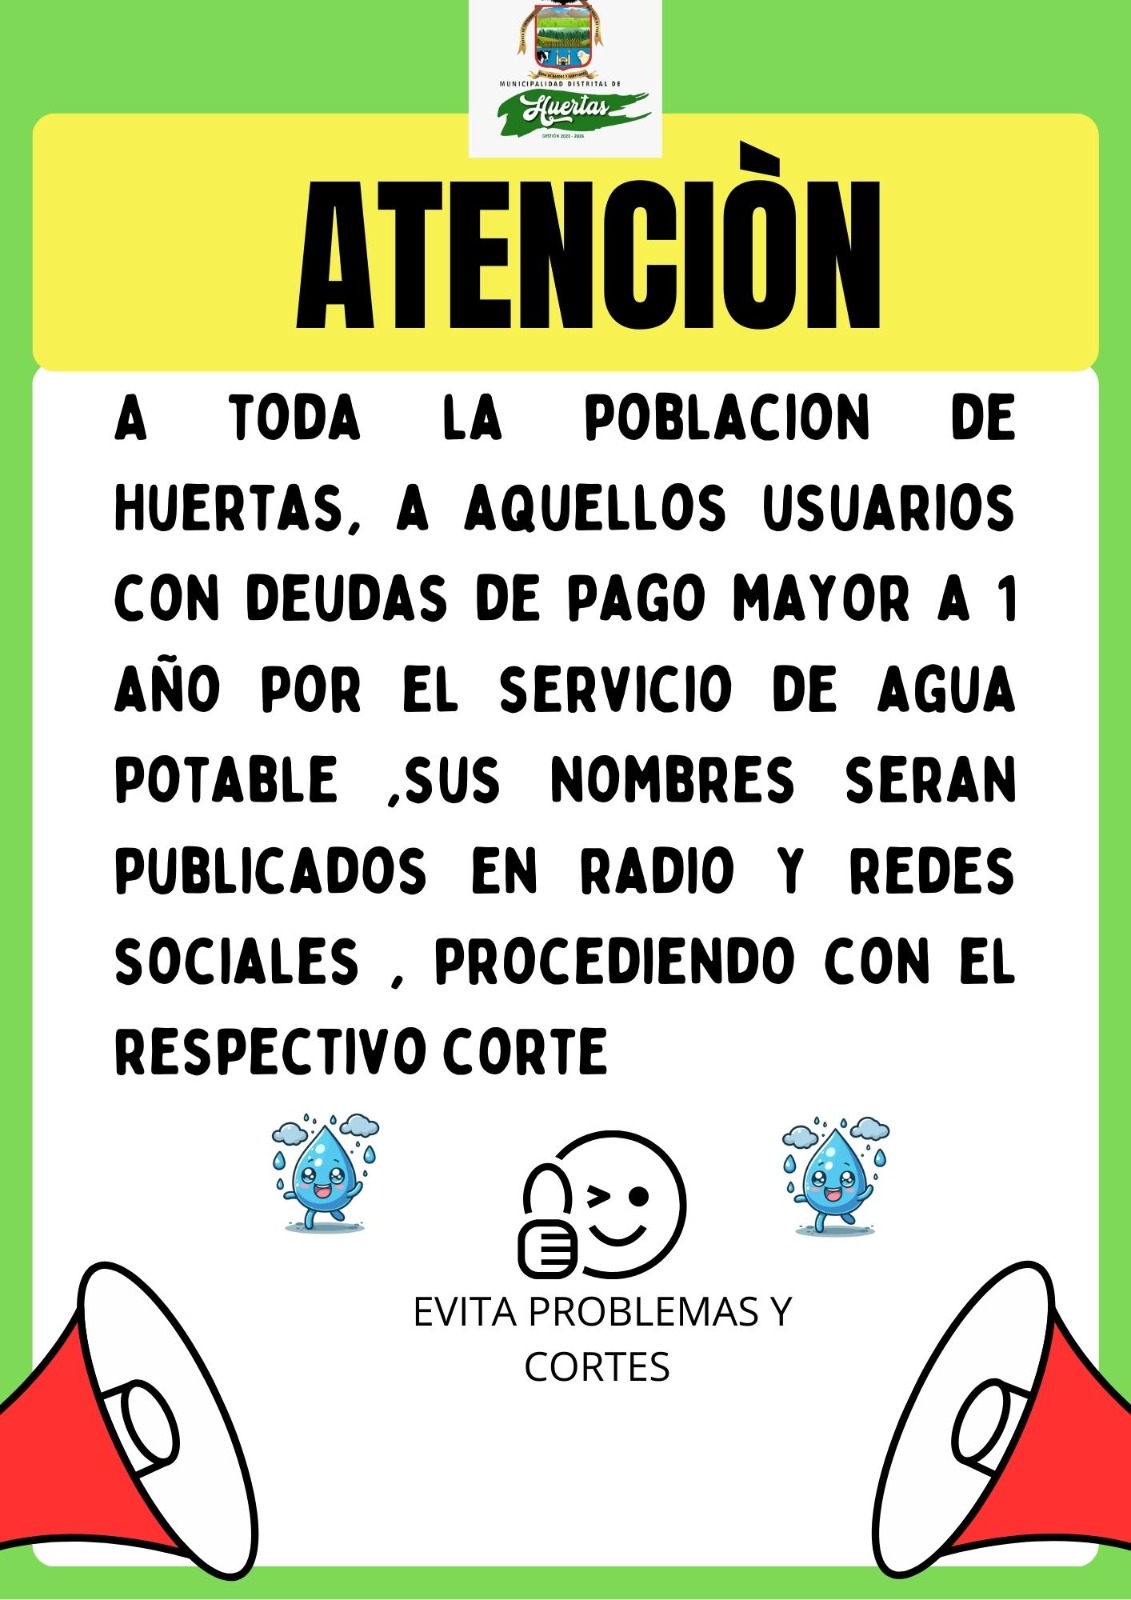 MUNICIPALIDAD DISTRITAL DE
Huertas
GESTIÓN 2023 - 2026
ATENCIÒN
A TODA LA POBLACION DE
HUERTAS, A AQUELLOS USUARIOS
CON DEUDAS DE PAGO MAYOR A 1
AÑO POR EL SERVICIO DE AGUA
POTABLE ,SUS NOMBRES SERAN
PUBLICADOS EN RADIO Y REDES
SOCIALES , PROCEDIENDO CON EL
RESPECTIVO CORTE
EVITA PROBLEMAS Y
CORTES